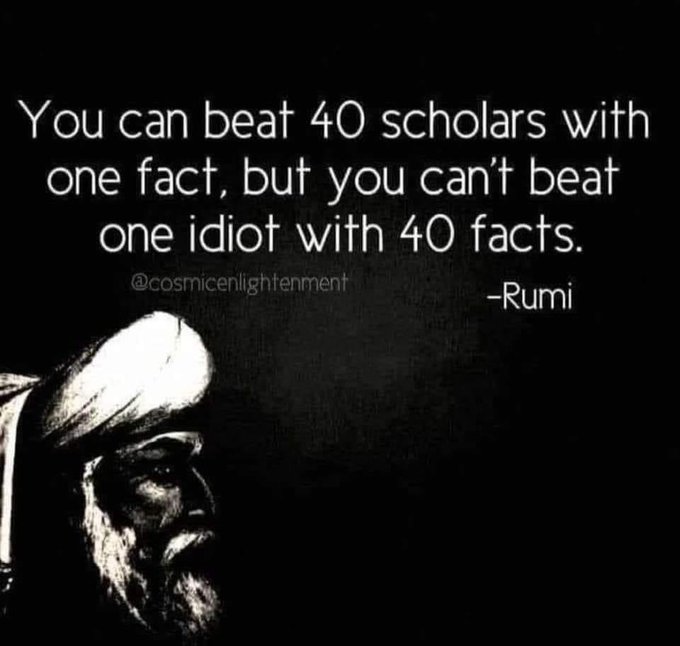 You can beat 40 scholars with
one fact, but you can't beat
one idiot with 40 facts.
@cosmicenlightenment
-Rumi